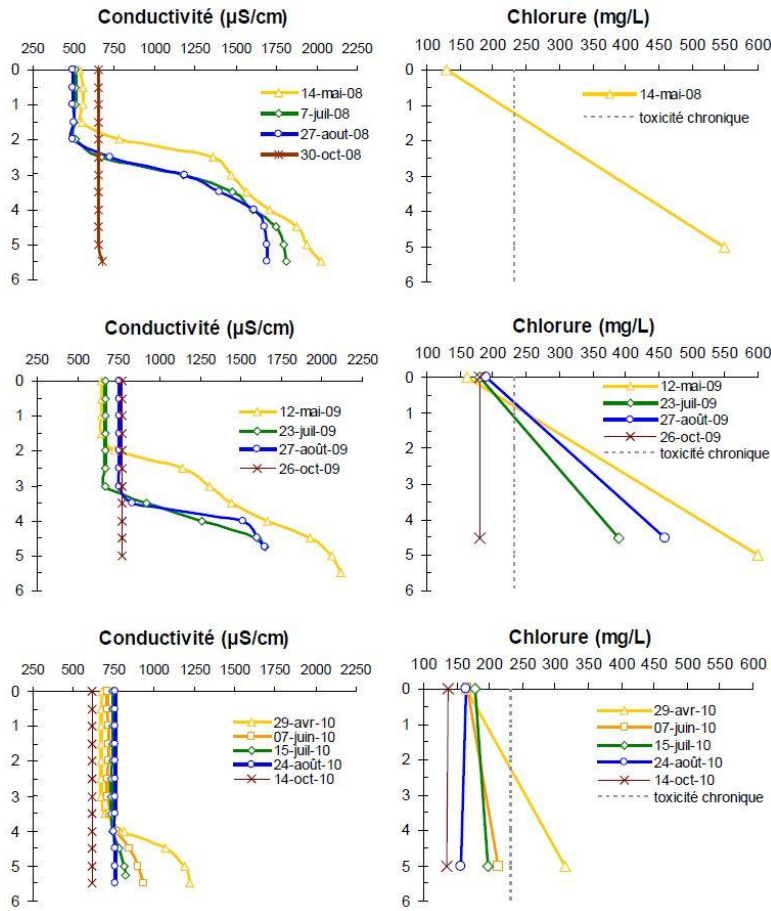 Conductivité (µS/cm)
250 500 750 1000 1250 1500 1750 2000 2250
0
1
2
3
4
5
6
14-mai-08
7-juil-08
27-aout-08
30-oct-08
Chlorure (mg/L)
100 150 200 250 300 350 400 450 500 550 600
0
1
2
3
4
5
6
14-mai-08
toxicité chronique
Conductivité (µS/cm)
250 500 750 1000 1250 1500 1750 2000 2250
0
1
2
3
4
5
6
12-mai-09
23-juil-09
27-août-09
26-oct-09
Chlorure (mg/L)
100 150 200 250 300 350 400 450 500 550 600
0
1
2
3
4
5
6
12-mai-09
23-juil-09
27-août-09
26-oct-09
toxicité chronique
Conductivité (µS/cm)
250 500 750 1000 1250 1500 1750 2000 2250
0
1
2
3
4
5
6
29-avr-10
07-juin-10
15-juil-10
24-août-10
14-oct-10
Chlorure (mg/L)
100 150 200 250 300 350 400 450 500 550 600
0
1
2
3
4
5
6
29-avr-10
07-juin-10
15-juil-10
24-août-10
14-oct-10
toxicité chronique